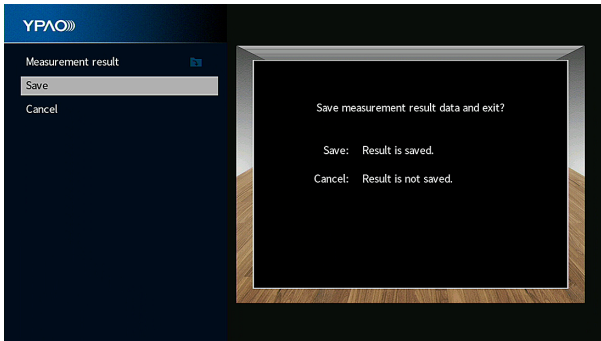 YPAO
Measurement result
Save
Cancel
Save measurement result data and exit?
Save: Result is saved.
Cancel: Result is not saved.